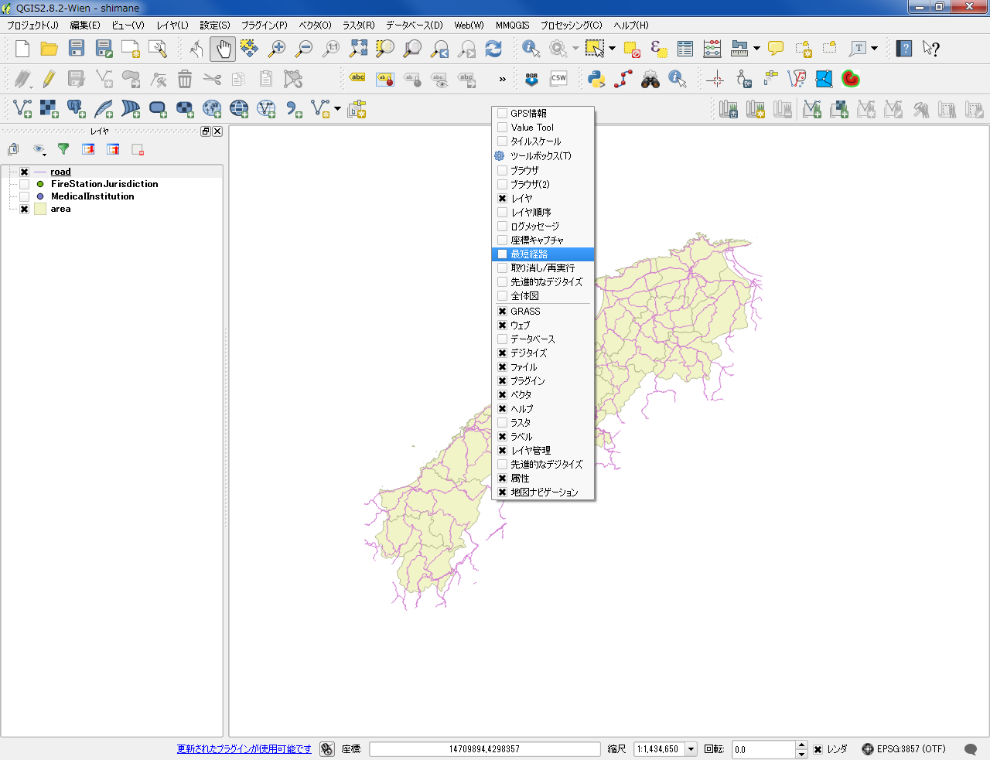 QGIS2.8.2-Wien - shimane
プロジェクト(J) 編集(E) ビュー(V) レイヤ(L) 設定(S) プラグイン(P) ベクタ(O) ラスタ(R) データベース(D) Web(W) MMQGIS プロセッシング(C) ヘルプ(H)
abc
CSW
レイヤ
road
FireStationJurisdiction
MedicalInstitution
area
GPS情報
Value Tool
タイルスケール
ツールボックス(T)
ブラウザ
ブラウザ(2)
レイヤ
レイヤ順序
ログメッセージ
座標キャプチャ
最短経路
取り消し/再実行
先進的なデジタイズ
全体図
GRASS
ウェブ
データベース
デジタイズ
ファイル
プラグイン
ベクタ
ヘルプ
ラスタ
ラベル
レイヤ管理
先進的なデジタイズ
属性
地図ナビゲーション
更新されたプラグインが使用可能です 座標: 14709894,4298357 縮尺 1:1,434,650 回転: 0.0 レンダ EPSG:3857 (OTF)